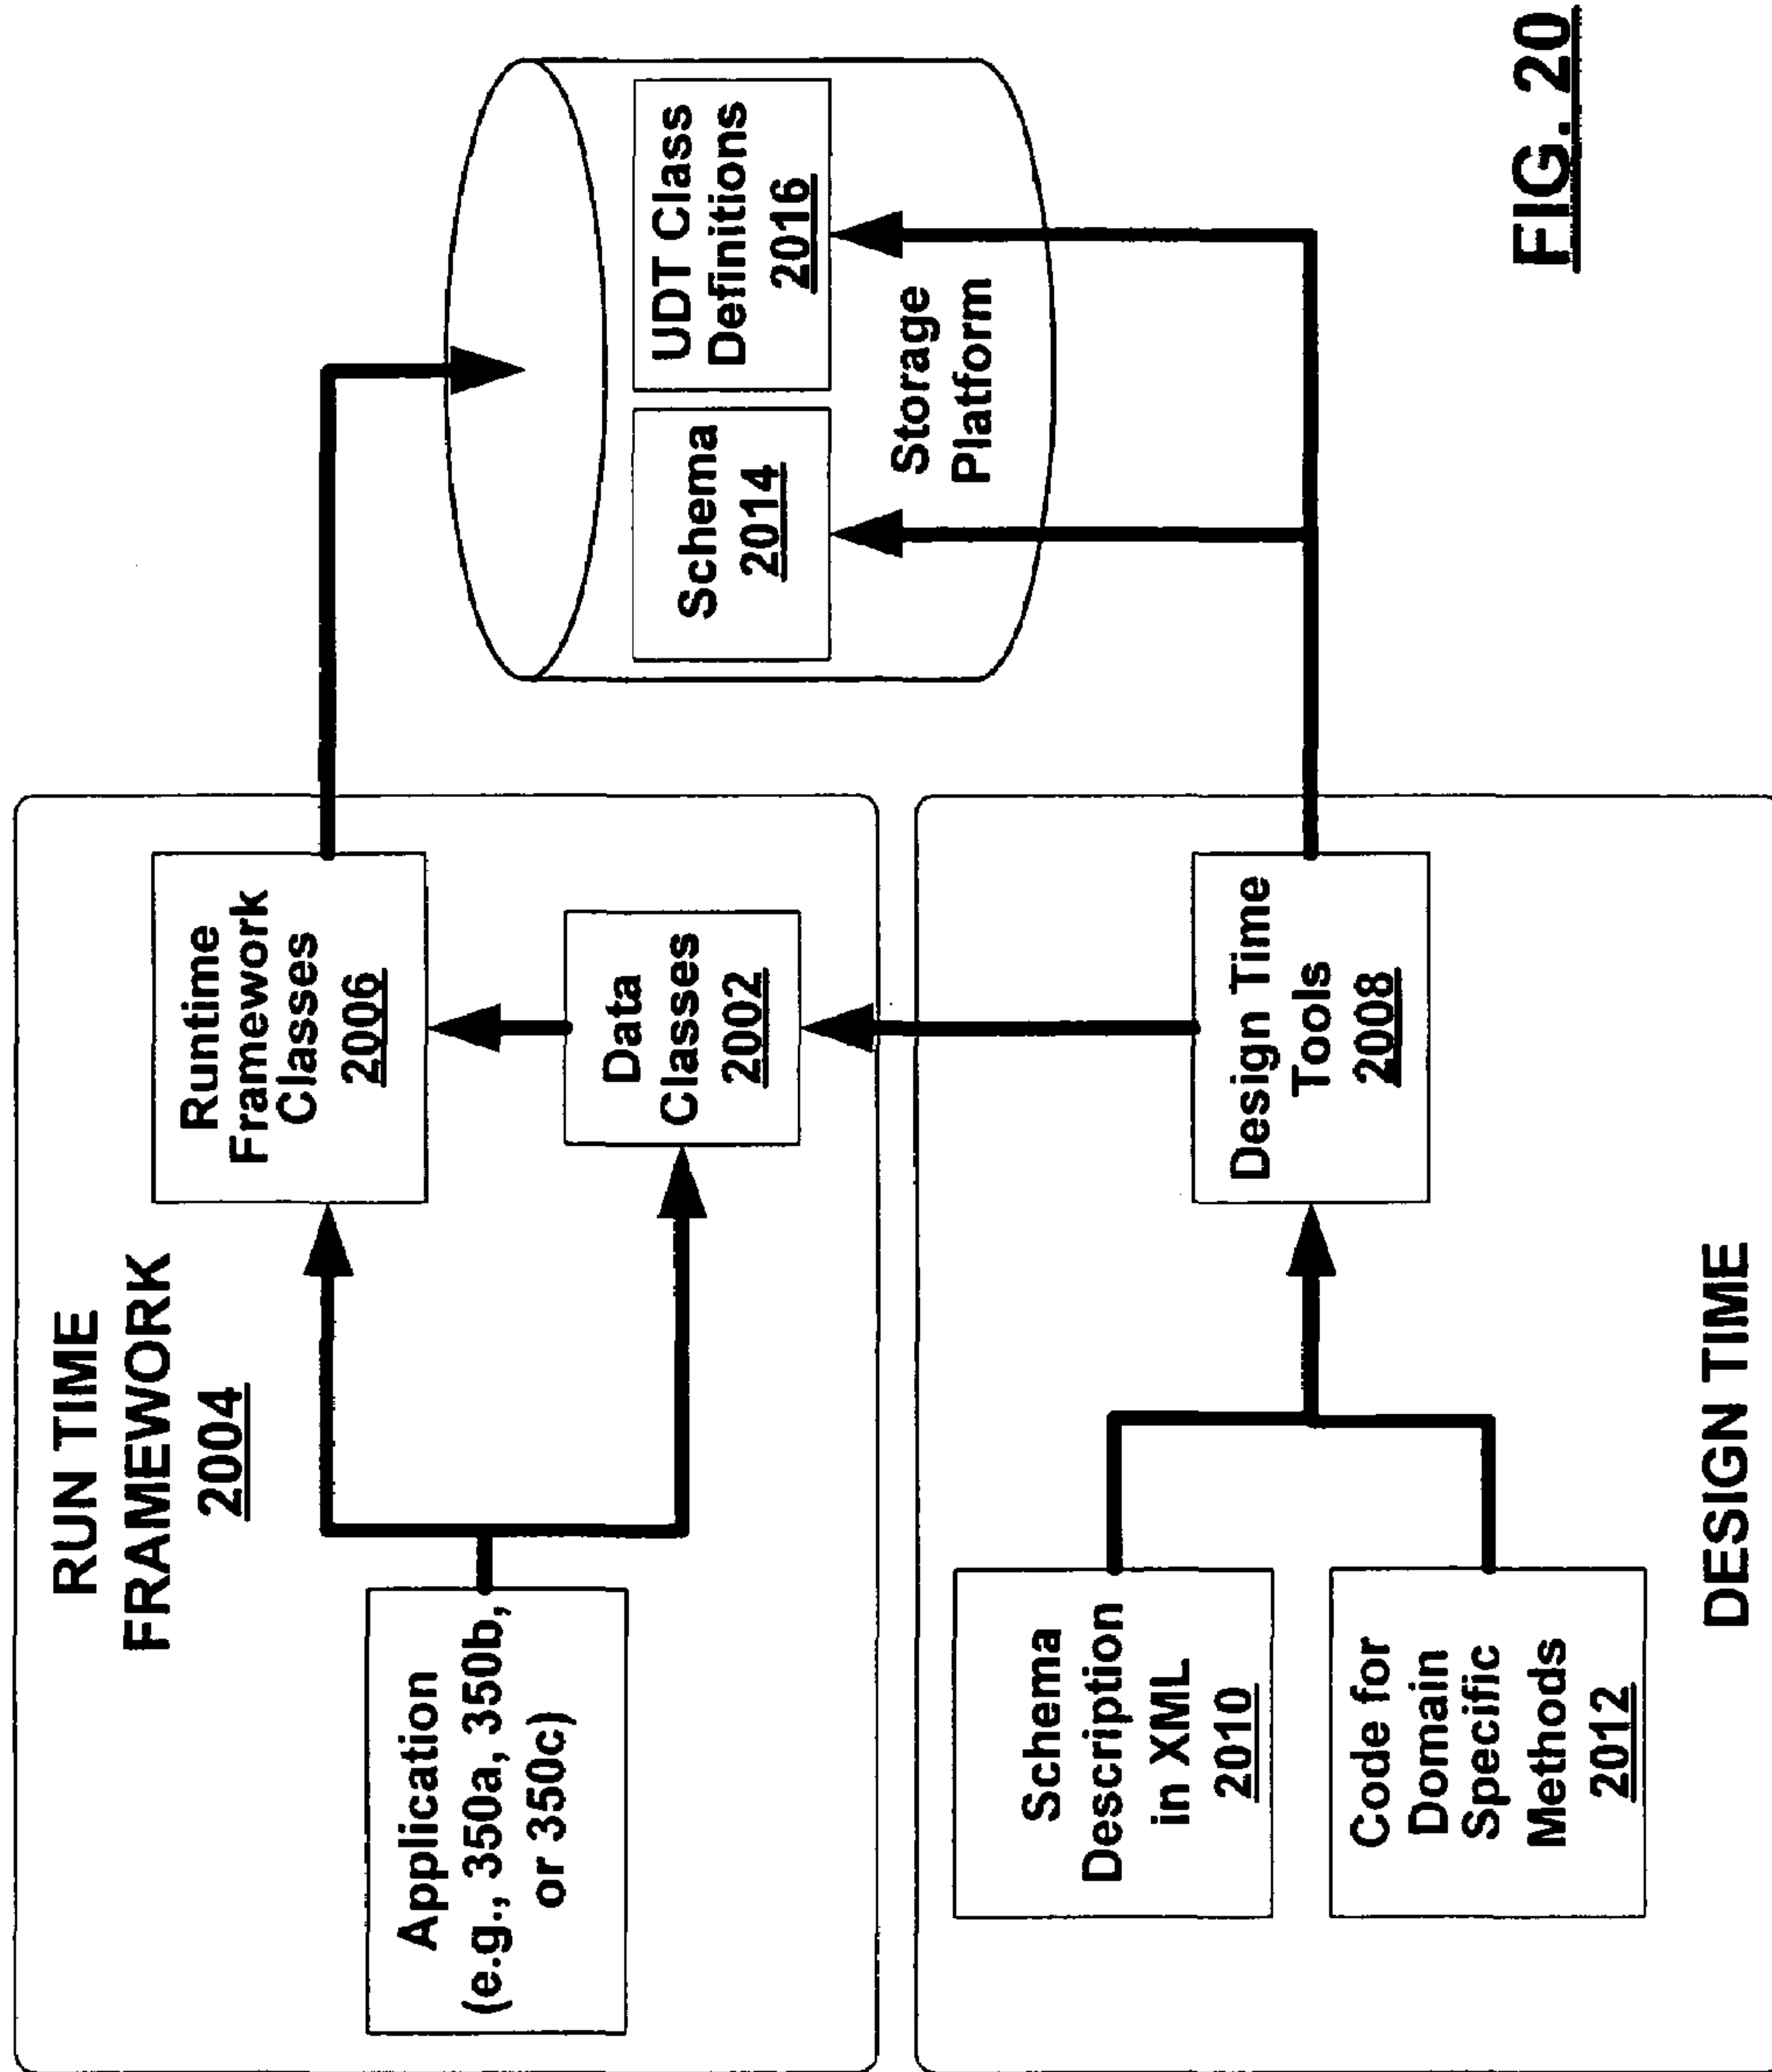 RUN TIME
FRAMEWORK
2004
Application
(e.g., 350a, 350b,
or 350c)
Runtime
Framework
Classes
2006
Data
Classes
2002
Schema
Description
in XML
2010
Code for
Domain
Specific
Methods
2012
Design Time
Tools
2008
DESIGN TIME
Schema
2014
UDT Class
Definitions
2016
Storage
Platform
FIG. 20